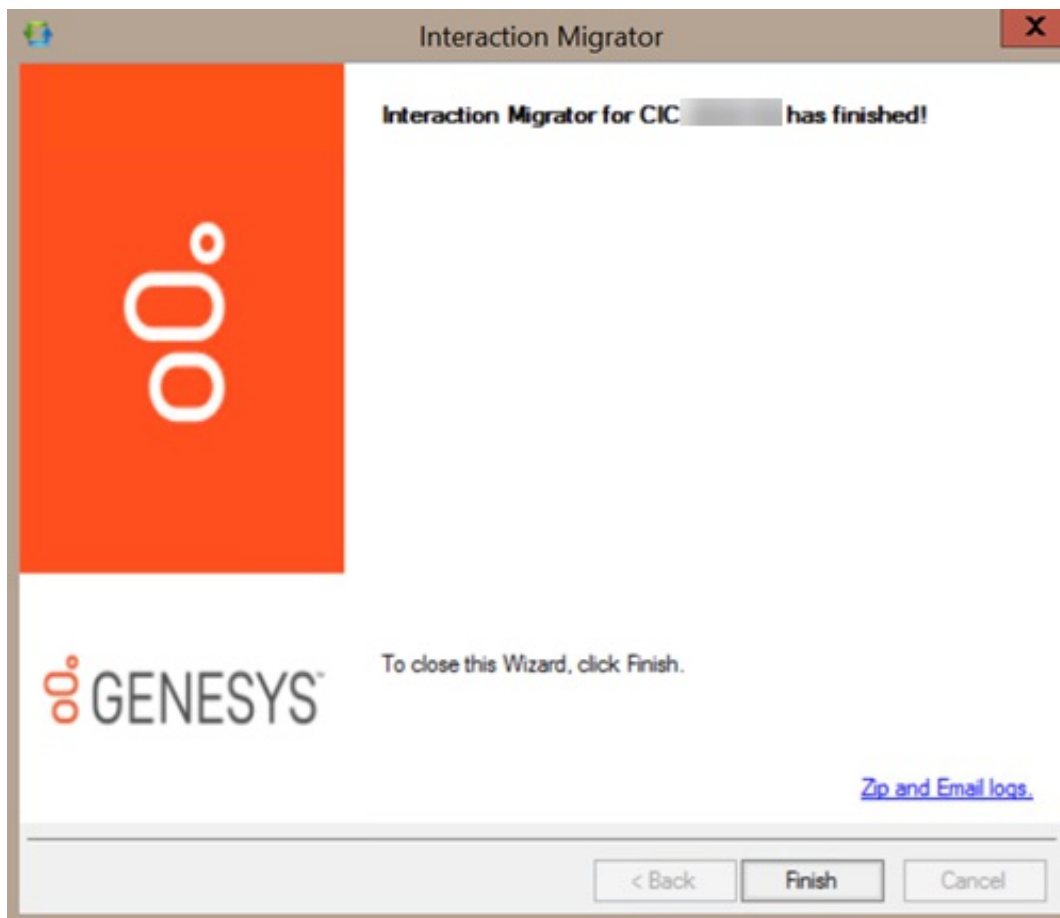 Interaction Migrator
X
Interaction Migrator for CIC has finished!
To close this Wizard, click Finish.
GENESYS™
Zip and Email logs.
< Back
Finish
Cancel